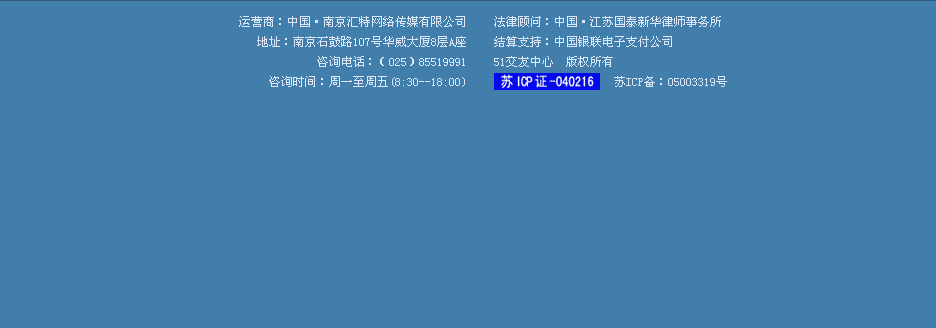 运营商：中国·南京汇特网络传媒有限公司 法律顾问：中国·江苏国泰新华律师事务所
地址：南京石鼓路107号华威大厦8层A座 结算支持：中国银联电子支付公司
咨询电话：（025）85519991 51交友中心 版权所有
咨询时间：周一至周五(8:30--18:00) 苏ICP证-040216 苏ICP备：05003319号